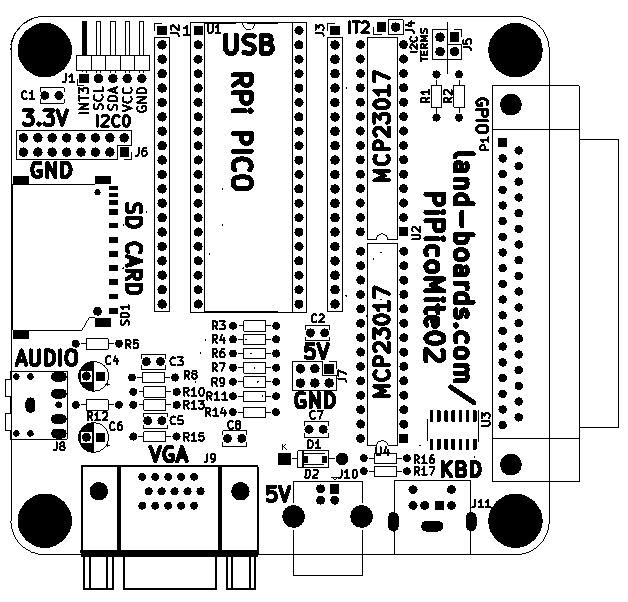 J2
1
U1
J3
IT2
J4
I2C
TERMS
J5
USB
RPi PICO
J1
INT3
SCL
SDA
VCC
GND
C1
3.3V
I2C0
J6
GND
MCP23017
U2
R1
R2
GPIO
P1
land-boards.com/
PiPicoMite02
SD CARD
SD1
R3
R4
R6
R7
R9
R11
R14
C2
5V
J7
GND
MCP23017
U4
R5
AUDIO
C4
C3
R8
R10
R13
R12
C5
C6
R15
J8
C8
C7
U3
VGA
J9
K
D1
D2
J10
5V
R16
R17
KBD
J11